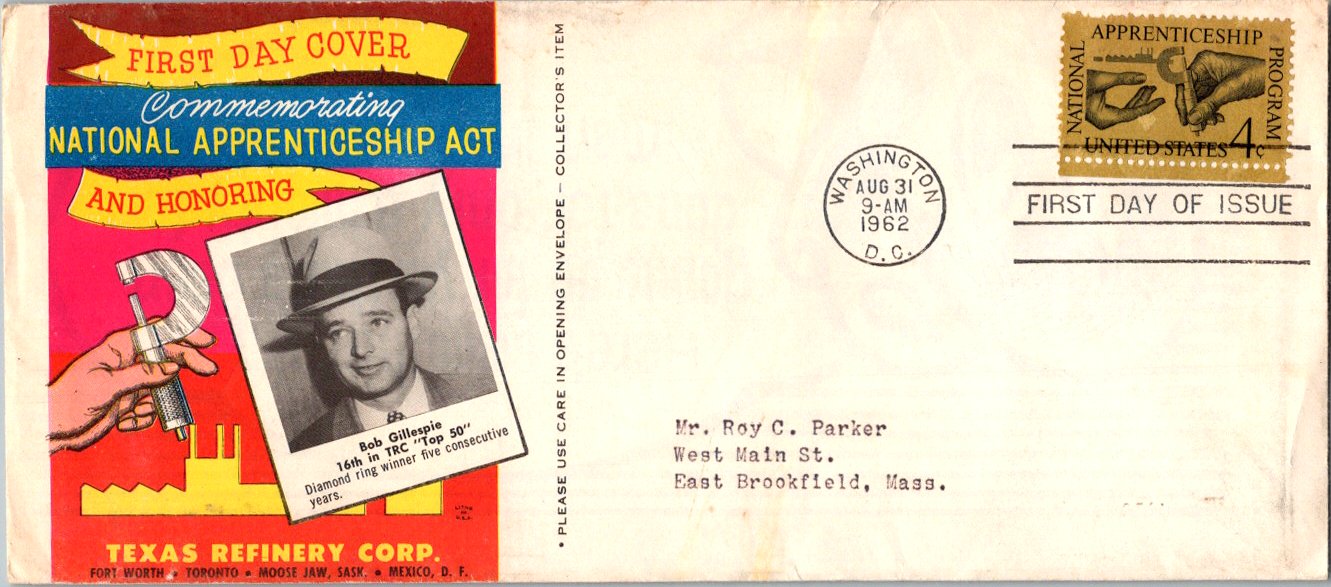 FIRST DAY COVER
Commemorating
NATIONAL APPRENTICESHIP ACT
AND HONORING
Bob Gillespie
16th in TRC "Top 50"
Diamond ring winner five consecutive
years.
LITHO
IN
U.S.A.
TEXAS REFINERY CORP.
FORT WORTH • TORONTO • MOOSE JAW, SASK. • MEXICO, D. F.
• PLEASE USE CARE IN OPENING ENVELOPE — COLLECTOR'S ITEM
WASHINGTON
AUG 31
9-AM
1962
D.C.
NATIONAL
APPRENTICESHIP
PROGRAM
UNITED STATES 4c
FIRST DAY OF ISSUE
Mr. Roy C. Parker
West Main St.
East Brookfield, Mass.